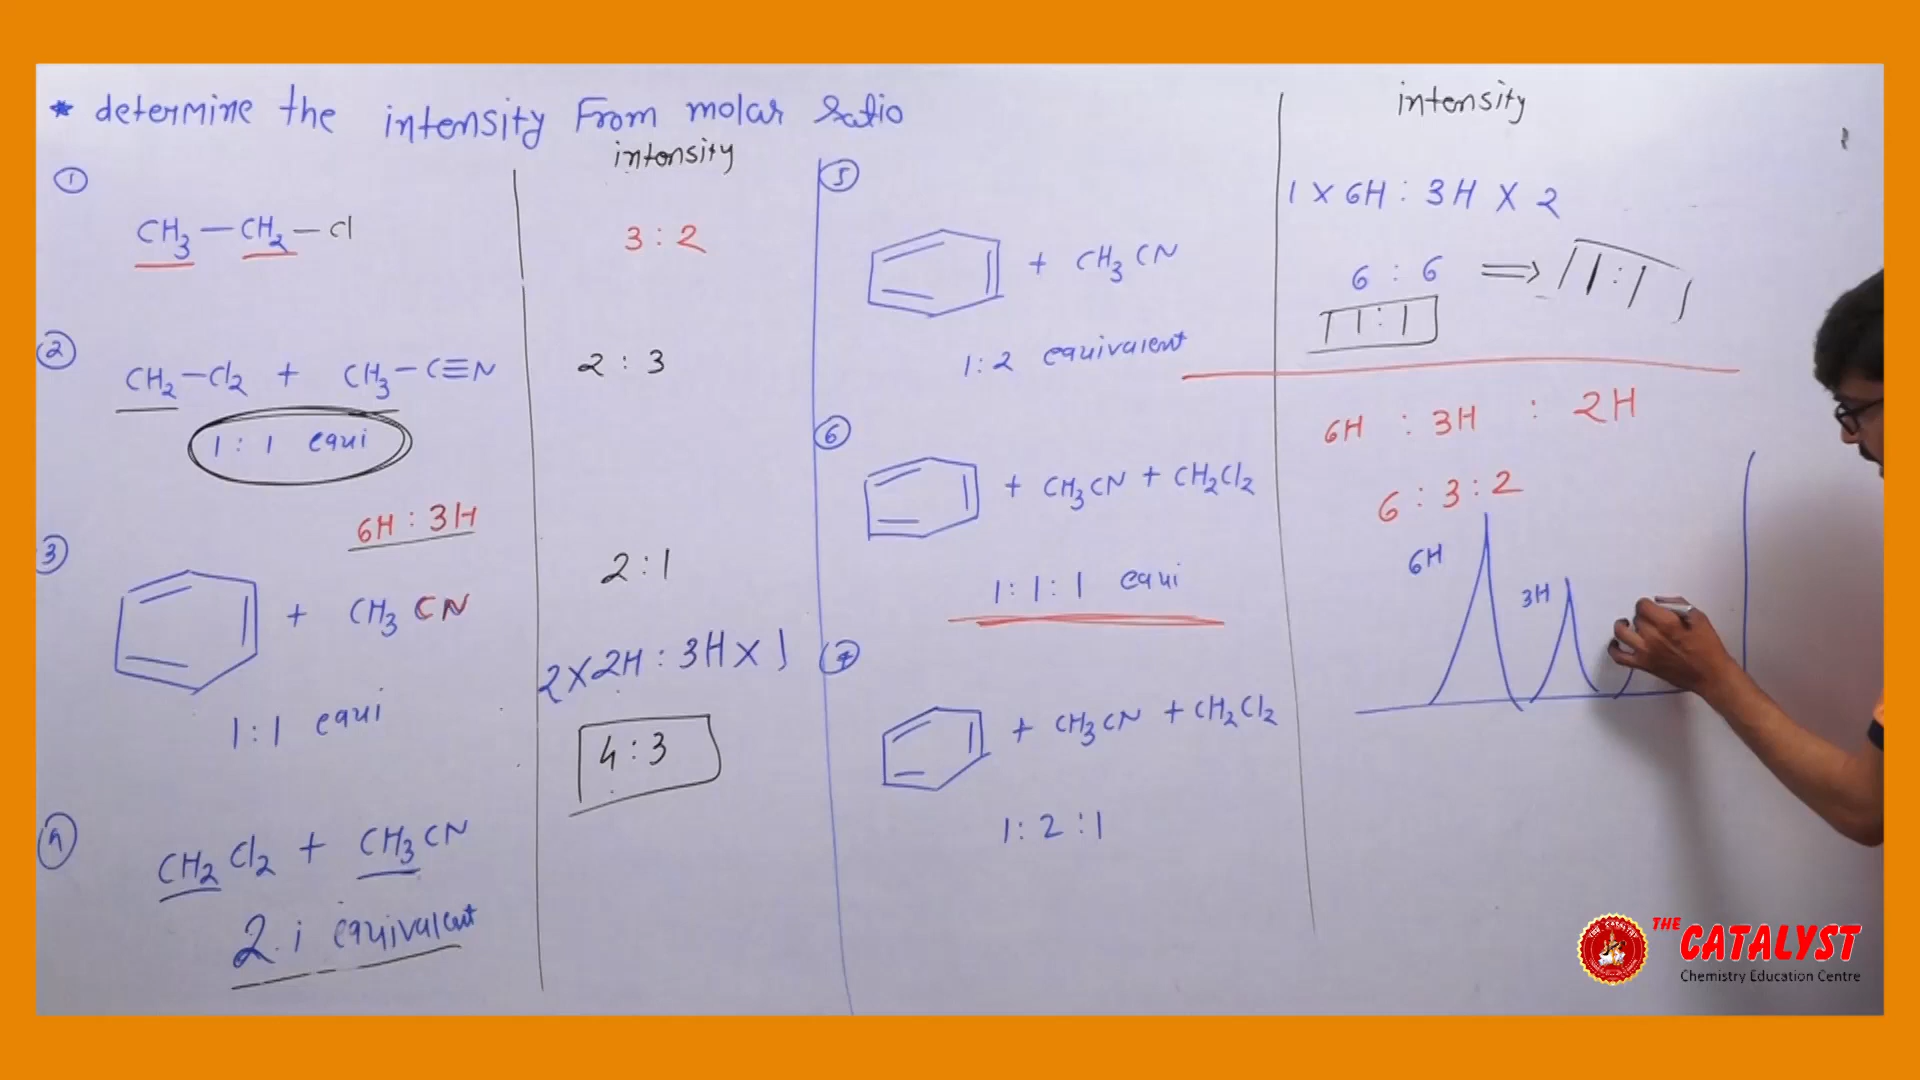 * determine the intensity From molar ratio
intensity
①
CH3-CH2-Cl
3 : 2
②
CH2-Cl2 + CH3-C≡N
2 : 3
1 : 1 equi
③
6H : 3H
2 : 1
+ CH3 CN
1 : 1 equi
④
2 X 2H : 3H X 1
4 : 3
CH2 Cl2 + CH3 CN
2 : 1 equivalent
⑤
+ CH3 CN
1 : 2 equivalent
⑥
+ CH3CN + CH2Cl2
1 : 1 : 1 equi
⑦
+ CH3CN + CH2Cl2
1 : 2 : 1
intensity
1 X 6H : 3H X 2
6 : 6 ⟹ 1 : 1
1 : 1
6H : 3H : 2H
6 : 3 : 2
6H
3H
THE CATALYST
Chemistry Education Centre